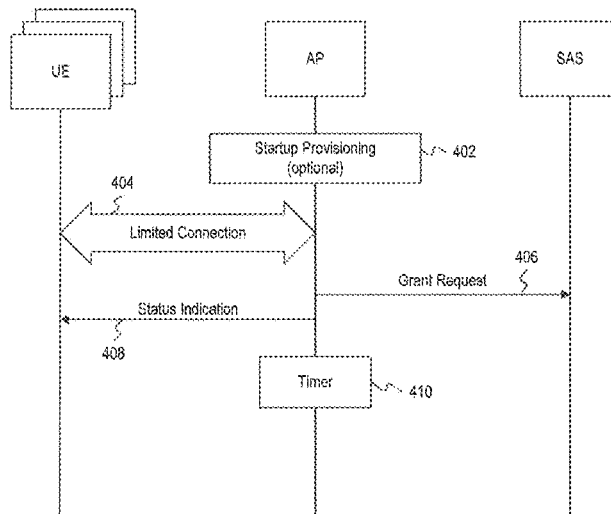 UE
AP
SAS
Startup Provisioning
(optional)
402
404
Limited Connection
406
Grant Request
Status Indication
408
Timer
410